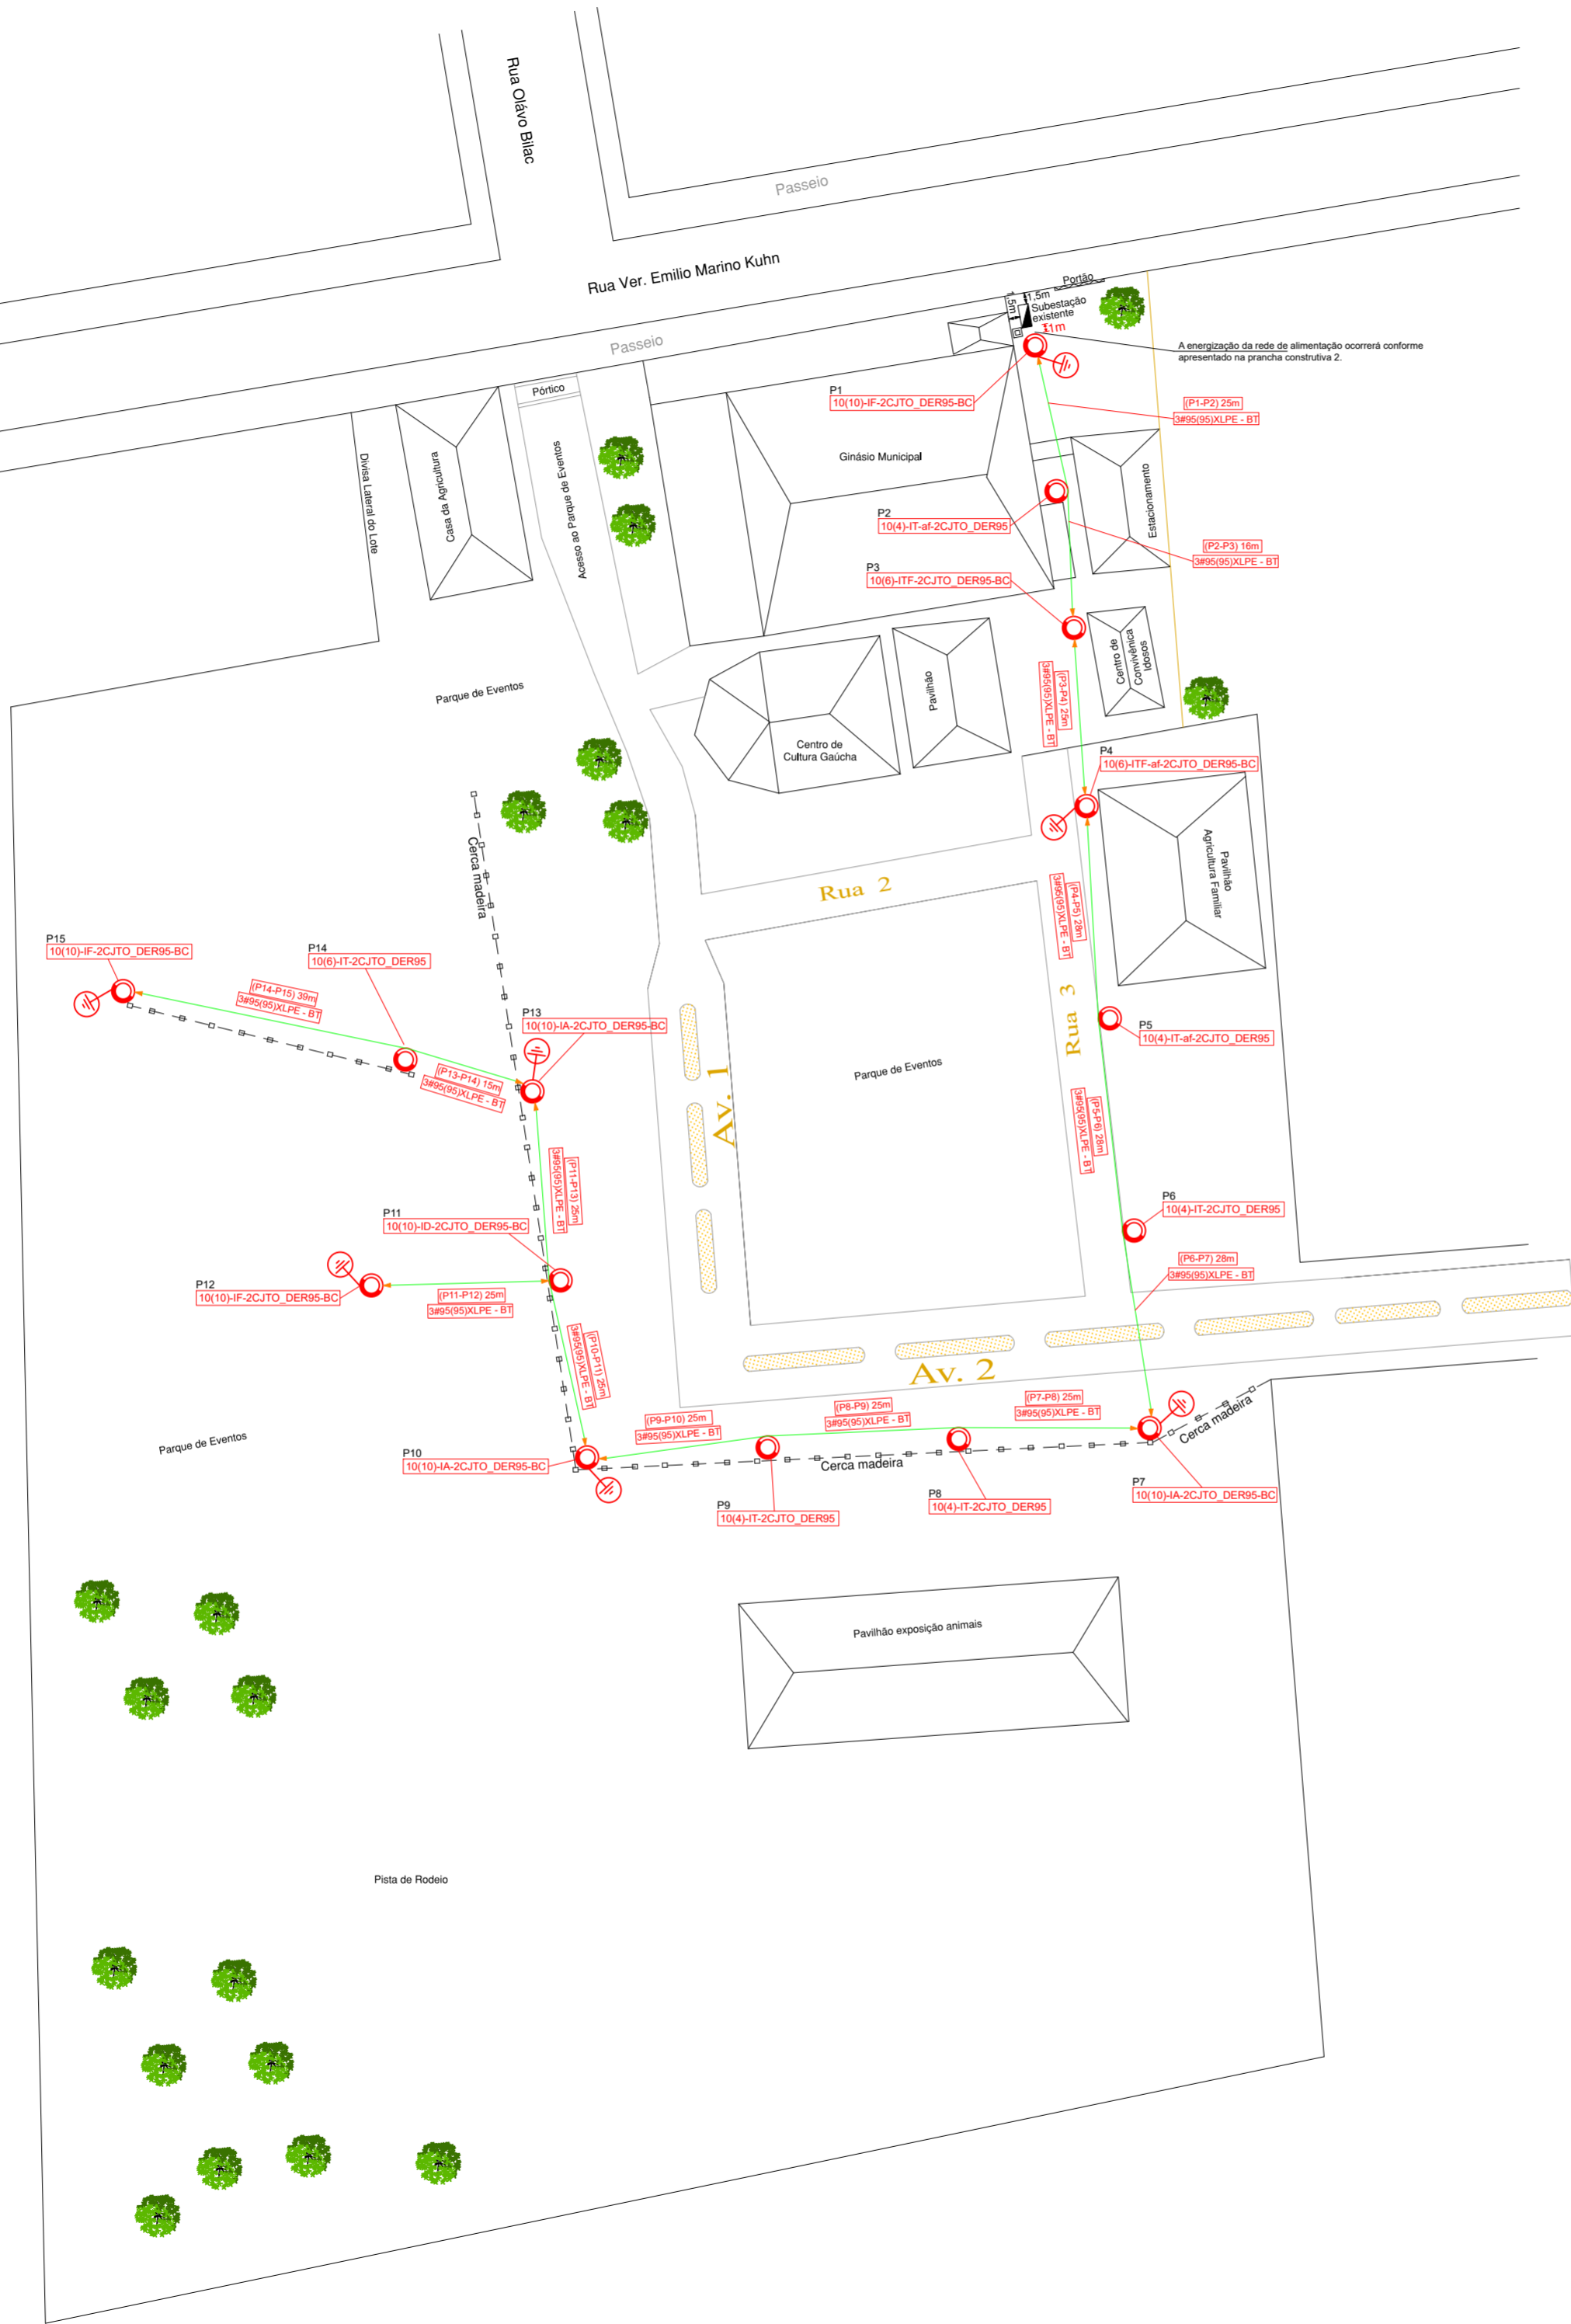 Rua Olávo Bilac
Passeio
Rua Ver. Emilio Marino Kuhn
Portão
1,5m
1,5m
Subestação
existente
1m
Passeio
A energização da rede de alimentação ocorrerá conforme
apresentado na prancha construtiva 2.
Pórtico
P1
10(10)-IF-2CJTO_DER95-BC
(P1-P2) 25m
3#95(95)XLPE - BT
Divisa Lateral do Lote
Casa da Agricultura
Acesso ao Parque de Eventos
Ginásio Municipal
Estacionamento
P2
10(4)-IT-af-2CJTO_DER95
(P2-P3) 16m
3#95(95)XLPE - BT
P3
10(6)-ITF-2CJTO_DER95-BC
Centro de
Convivênica
Idosos
Parque de Eventos
Pavilhão
(P3-P4) 25m
3#95(95)XLPE - BT
Centro de
Cultura Gaúcha
P4
10(6)-ITF-af-2CJTO_DER95-BC
Cerca madeira
Pavilhão
Agricultura Familiar
Rua 2
(P4-P5) 28m
3#95(95)XLPE - BT
P15
10(10)-IF-2CJTO_DER95-BC
P14
10(6)-IT-2CJTO_DER95
(P14-P15) 39m
3#95(95)XLPE - BT
P13
10(10)-IA-2CJTO_DER95-BC
Rua 3
P5
10(4)-IT-af-2CJTO_DER95
Parque de Eventos
(P13-P14) 15m
3#95(95)XLPE - BT
Av. 1
(P5-P6) 28m
3#95(95)XLPE - BT
(P11-P13) 25m
3#95(95)XLPE - BT
P6
10(4)-IT-2CJTO_DER95
P11
10(10)-ID-2CJTO_DER95-BC
(P6-P7) 28m
3#95(95)XLPE - BT
P12
10(10)-IF-2CJTO_DER95-BC
(P11-P12) 25m
3#95(95)XLPE - BT
(P10-P11) 25m
3#95(95)XLPE - BT
Av. 2
(P7-P8) 25m
3#95(95)XLPE - BT
(P8-P9) 25m
3#95(95)XLPE - BT
(P9-P10) 25m
3#95(95)XLPE - BT
Cerca madeira
Parque de Eventos
P10
10(10)-IA-2CJTO_DER95-BC
Cerca madeira
P7
10(10)-IA-2CJTO_DER95-BC
P8
10(4)-IT-2CJTO_DER95
P9
10(4)-IT-2CJTO_DER95
Pavilhão exposição animais
Pista de Rodeio